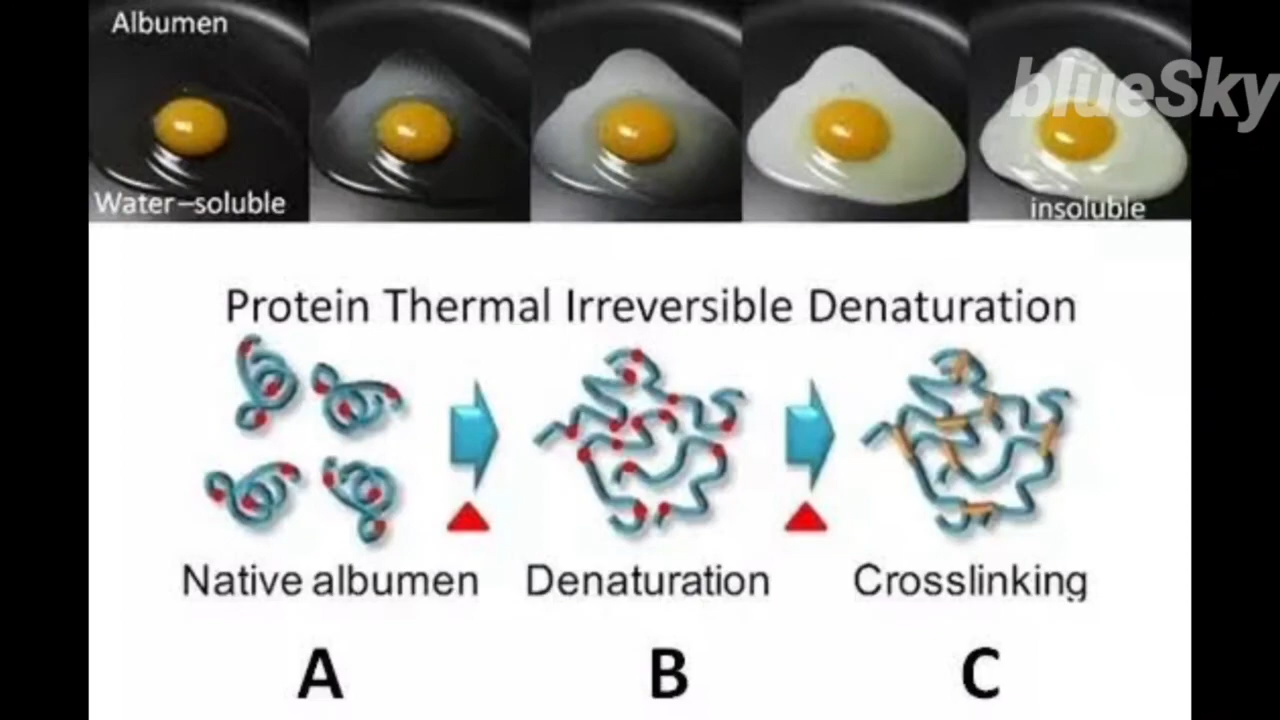 Albumen
blueSky
Water–soluble
insoluble
Protein Thermal Irreversible Denaturation
Native albumen
Denaturation
Crosslinking
A
B
C